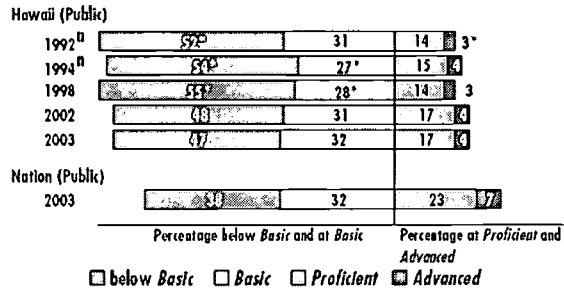 Hawaii (Public)
1992ⁿ 52* 31 14 3*
1994ⁿ 54* 27* 15 4
1998 55* 28* 14 3
2002 48 31 17 4
2003 47 32 17 4
Nation (Public)
2003 38 32 23 7
Percentage below Basic and at Basic Percentage at Proficient and
Advanced
below Basic Basic Proficient Advanced